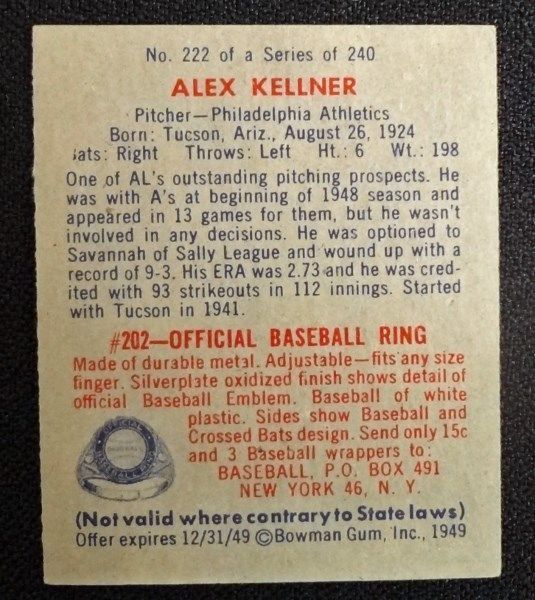 No. 222 of a Series of 240
ALEX KELLNER
Pitcher—Philadelphia Athletics
Born: Tucson, Ariz., August 26, 1924
Bats: Right Throws: Left Ht.: 6 Wt.: 198
One of AL's outstanding pitching prospects. He
was with A's at beginning of 1948 season and
appeared in 13 games for them, but he wasn't
involved in any decisions. He was optioned to
Savannah of Sally League and wound up with a
record of 9-3. His ERA was 2.73 and he was cred-
ited with 93 strikeouts in 112 innings. Started
with Tucson in 1941.
#202—OFFICIAL BASEBALL RING
Made of durable metal. Adjustable—fits any size
finger. Silverplate oxidized finish shows detail of
official Baseball Emblem. Baseball of white
plastic. Sides show Baseball and
Crossed Bats design. Send only 15c
and 3 Baseball wrappers to:
BASEBALL, P.O. BOX 491
NEW YORK 46, N. Y.
OFFICIAL
BASEBALL RING
(Not valid where contrary to State laws)
Offer expires 12/31/49 ©Bowman Gum, Inc., 1949